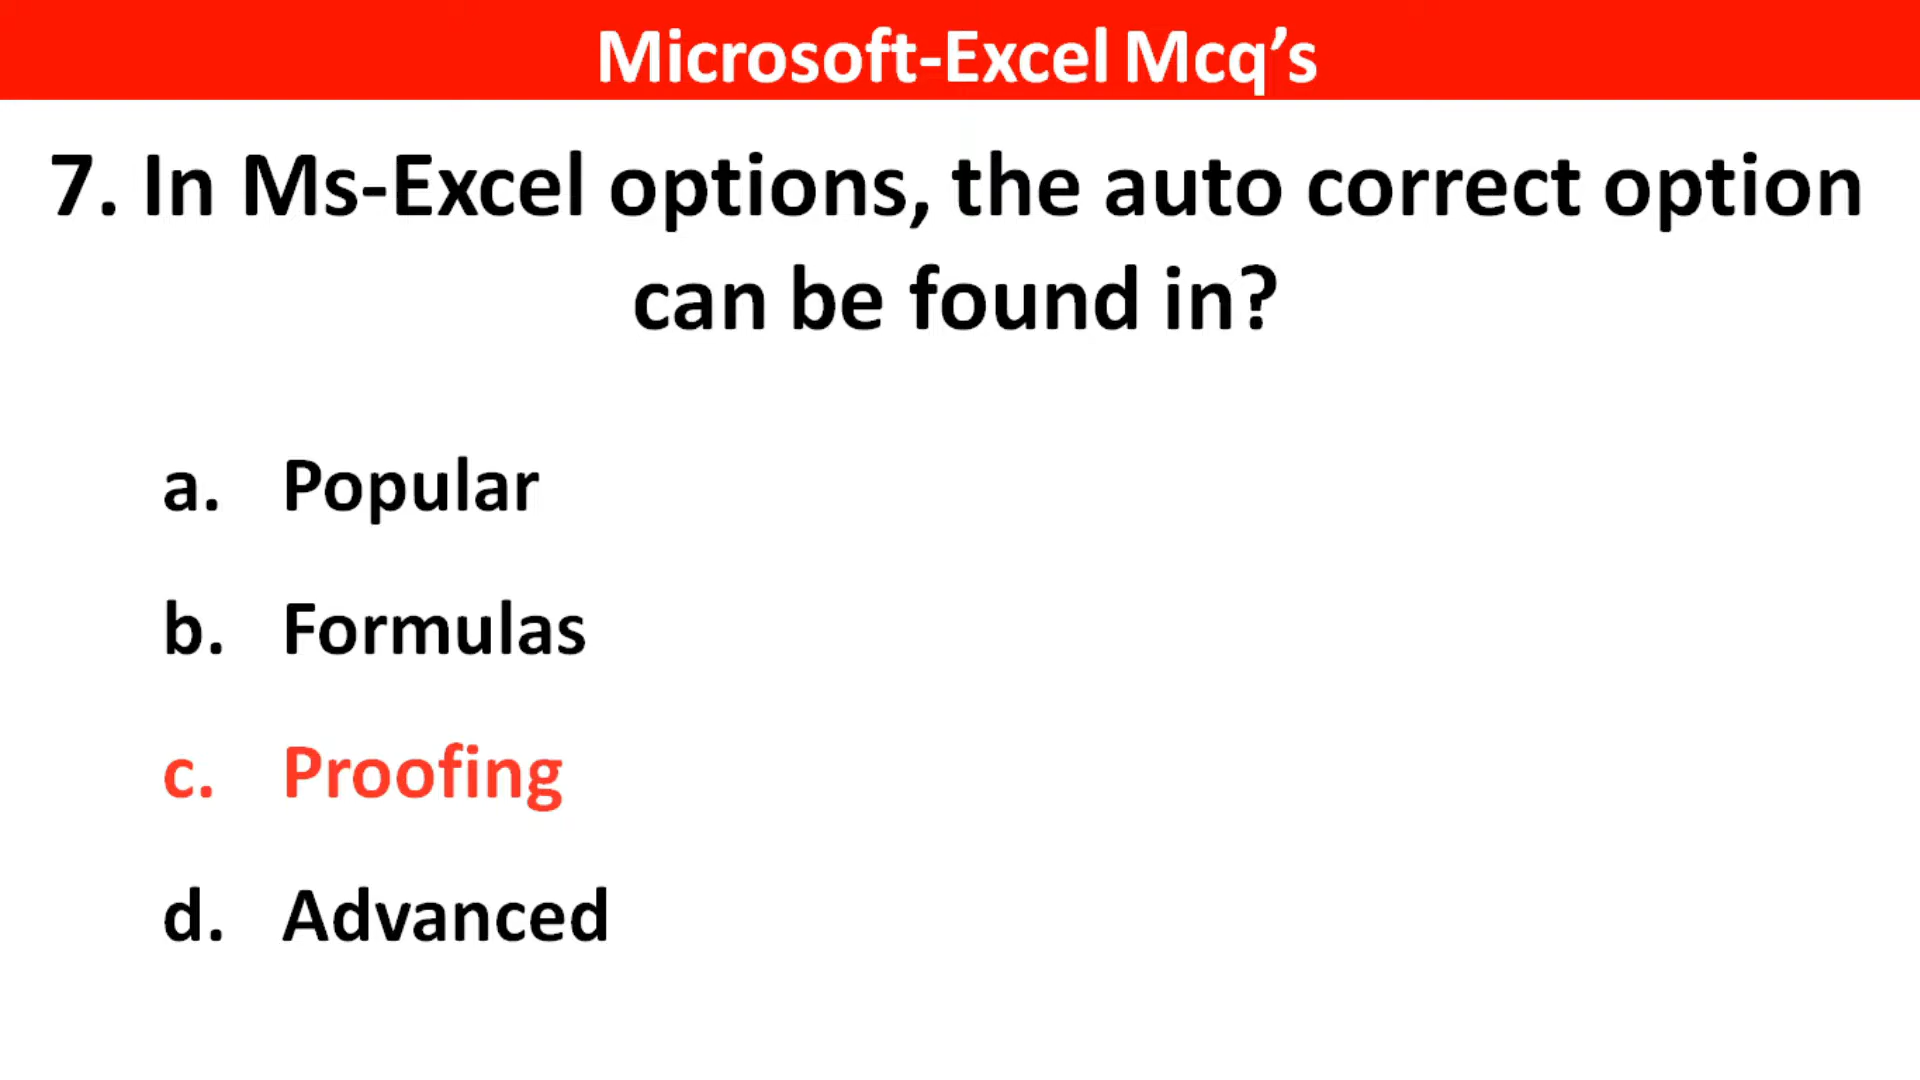 Microsoft-Excel Mcq’s
7. In Ms-Excel options, the auto correct option
can be found in?
a. Popular
b. Formulas
c. Proofing
d. Advanced